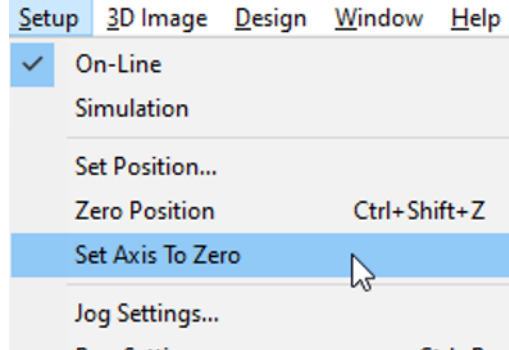 Setup 3D Image Design Window Help
On-Line
Simulation
Set Position...
Zero Position Ctrl+Shift+Z
Set Axis To Zero
Jog Settings...